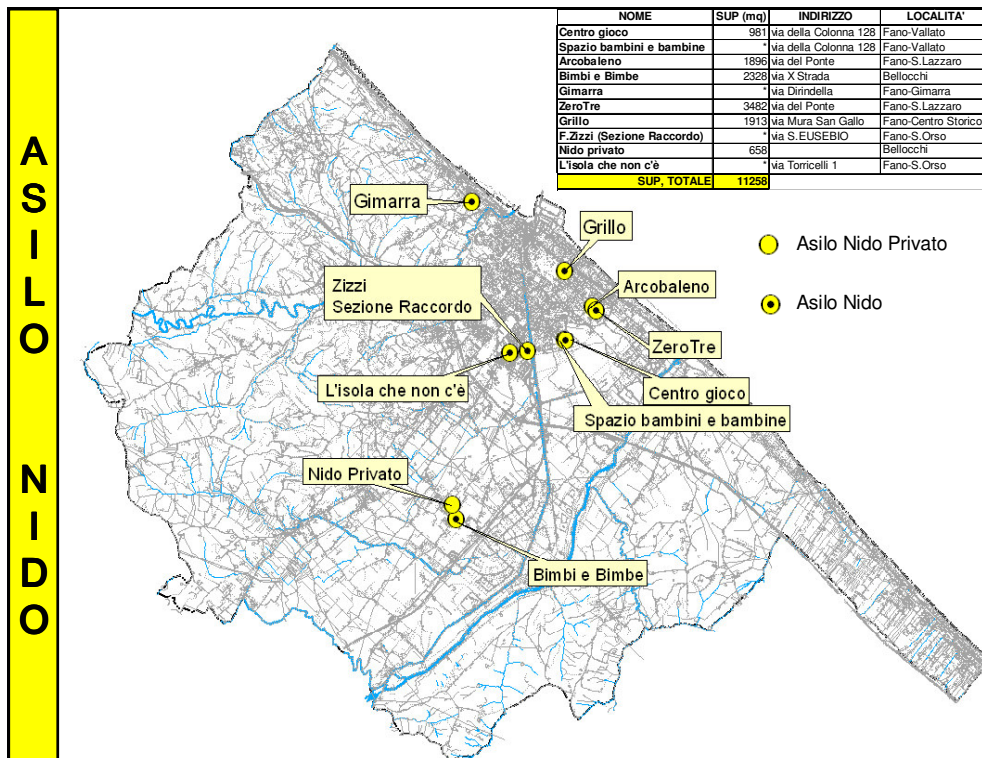 ASILO NIDO
NOME SUP (mq) INDIRIZZO LOCALITA'
Centro gioco 981 via della Colonna 128 Fano-Vallato
Spazio bambini e bambine * via della Colonna 128 Fano-Vallato
Arcobaleno 1896 via del Ponte Fano-S.Lazzaro
Bimbi e Bimbe 2328 via X Strada Bellocchi
Gimarra * via Dirindella Fano-Gimarra
ZeroTre 3482 via del Ponte Fano-S.Lazzaro
Grillo 1913 via Mura San Gallo Fano-Centro Storico
F.Zizzi (Sezione Raccordo) * via S.EUSEBIO Fano-S.Orso
Nido privato 658 Bellocchi
L'isola che non c'è * via Torricelli 1 Fano-S.Orso
SUP, TOTALE 11258
Gimarra
Grillo
Asilo Nido Privato
Zizzi
Sezione Raccordo
Arcobaleno
Asilo Nido
ZeroTre
L'isola che non c'è
Centro gioco
Spazio bambini e bambine
Nido Privato
Bimbi e Bimbe